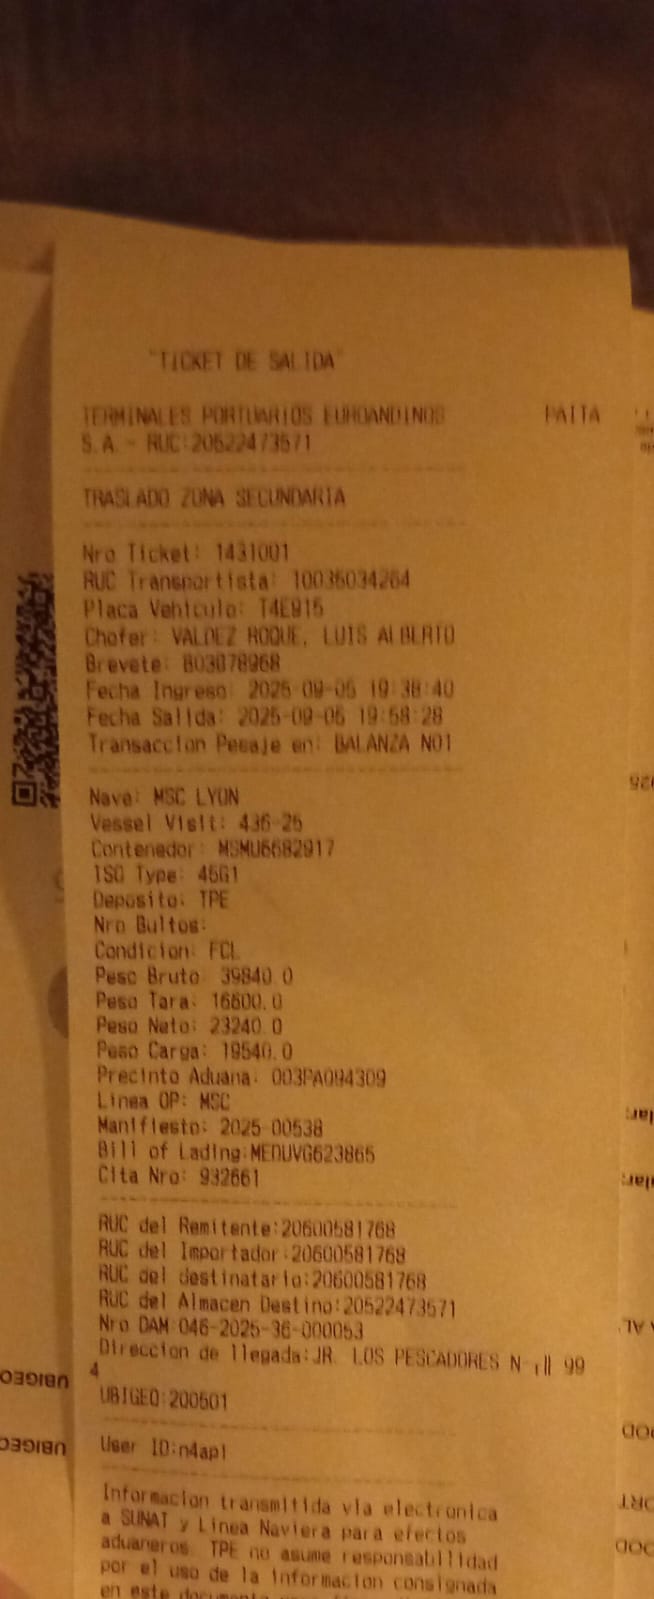 "TICKET DE SALIDA"
TERMINALES PORTUARIOS EUROANDINOS PAITA
S.A.- RUC:20522473571
TRASLADO ZONA SECUNDARIA
Nro Ticket: 1431001
RUC Transportista: 10036034264
Placa Vehiculo: T4E915
Chofer: VALDEZ ROQUE, LUIS ALBERTO
Brevete: B03878968
Fecha Ingreso: 2025-09-05 19:38:40
Fecha Salida: 2025-09-05 19:58:28
Transaccion Pesaje en: BALANZA N01
Nave: MSC LYON
Vessel Visit: 436-25
Contenedor: MSMU6682917
ISO Type: 45G1
Deposito: TPE
Nro Bultos:
Condicion: FCL
Peso Bruto: 39840.0
Peso Tara: 16600.0
Peso Neto: 23240.0
Peso Carga: 19540.0
Precinto Aduana: 003PA094309
Linea OP: MSC
Manifiesto: 2025-00538
Bill of Lading:MEDUVG623865
Cita Nro: 932661
RUC del Remitente:20600581768
RUC del Importador:20600581768
RUC del destinatario:20600581768
RUC del Almacen Destino:20522473571
Nro DAM:046-2025-36-000053
Direccion de llegada:JR. LOS PESCADORES N 99
4
UBIGEO:200501
User ID:n4api
Informacion transmitida via electronica
a SUNAT y Linea Naviera para efectos
aduaneros. TPE no asume responsabilidad
por el uso de la informacion consignada
en este
UBIGEO
UBIGEO